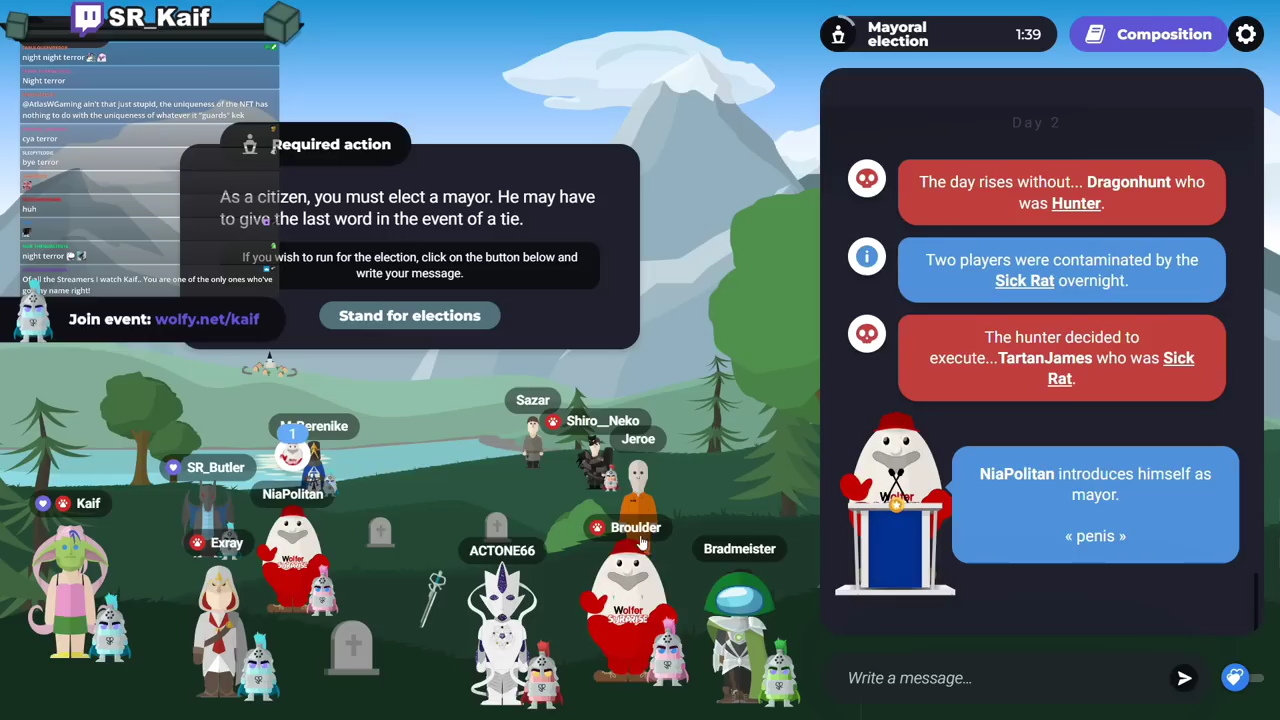 SR_Kaif
night night terror
Night terror
@AtlasWGaming ain't that just stupid, the uniqueness of the NFT has
nothing to do with the uniqueness of whatever it "guards" kek
cya terror
bye terror
huh
night terror
Of all the Streamers I watch Kaif.. You are one of the only ones who've
got my name right!
Join event: wolfy.net/kaif
Required action
As a citizen, you must elect a mayor. He may have
to give the last word in the event of a tie.
If you wish to run for the election, click on the button below and
write your message.
Stand for elections
Mayoral
election
1:39
Composition
Day 2
The day rises without... Dragonhunt who
was Hunter.
Two players were contaminated by the
Sick Rat overnight.
The hunter decided to
execute...TartanJames who was Sick
Rat.
NiaPolitan introduces himself as
mayor.
« penis »
Write a message...
Sazar
Shiro__Neko
Jeroe
1
SR_Butler
NiaPolitan
Kaif
Exray
Broulder
ACTONE66
Bradmeister
Wolfer
SURPRISE
Wolfer
SURPRISE